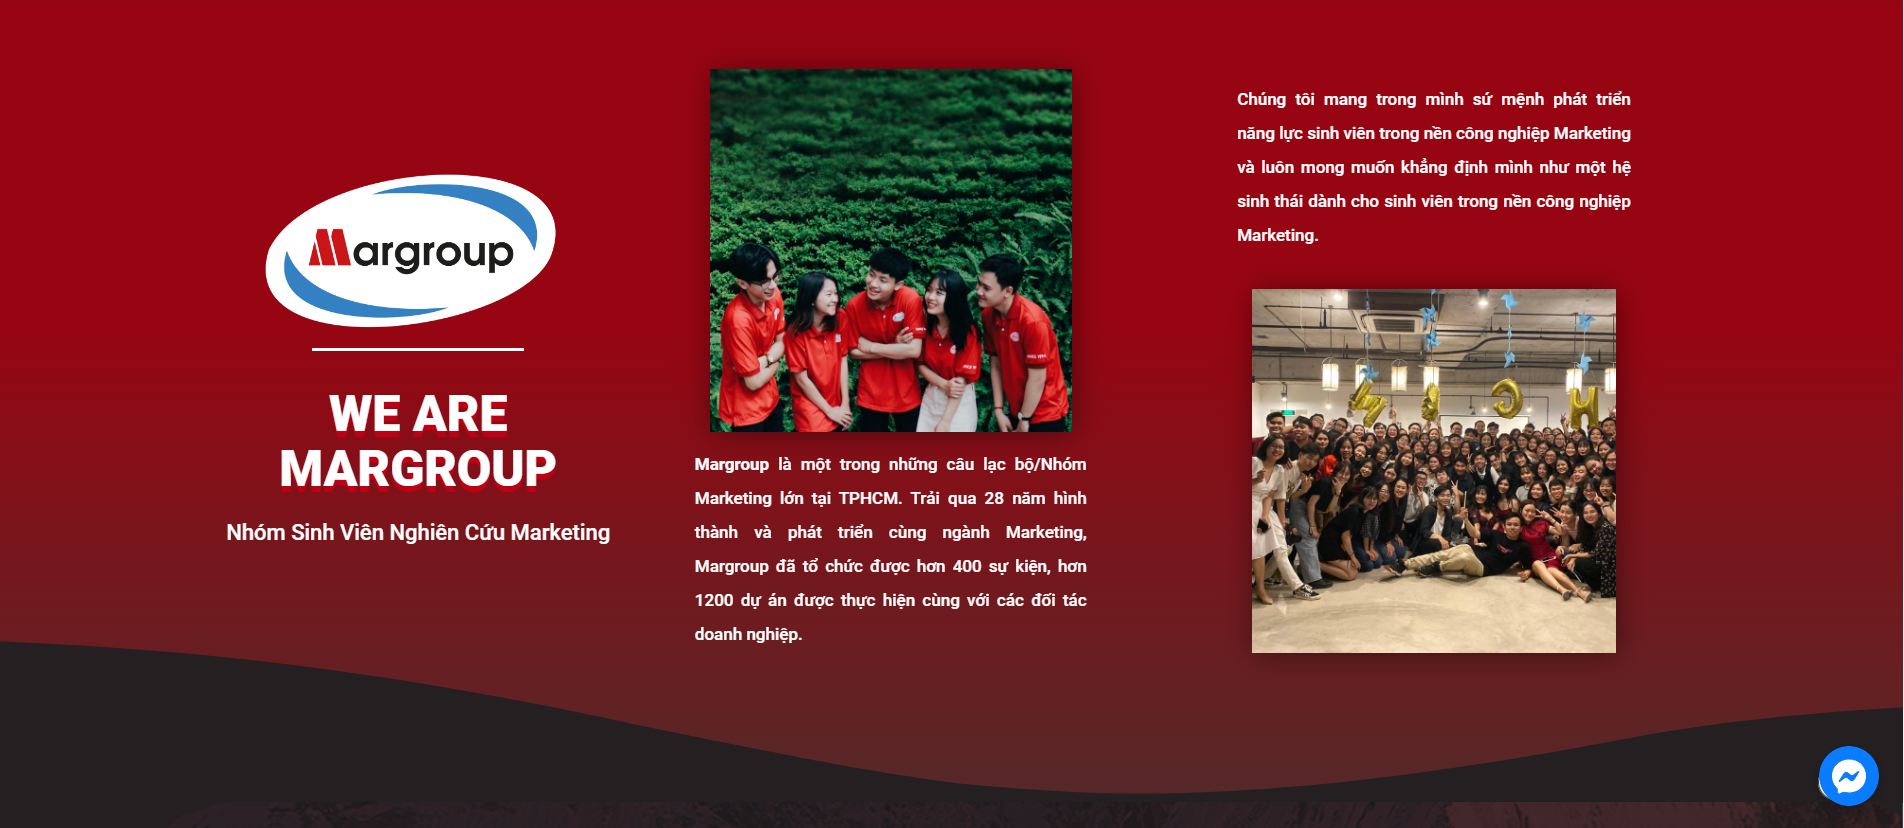 Margroup
WE ARE
MARGROUP
Nhóm Sinh Viên Nghiên Cứu Marketing
Margroup là một trong những câu lạc bộ/Nhóm
Marketing lớn tại TPHCM. Trải qua 28 năm hình
thành và phát triển cùng ngành Marketing,
Margroup đã tổ chức được hơn 400 sự kiện, hơn
1200 dự án được thực hiện cùng với các đối tác
doanh nghiệp.
Chúng tôi mang trong mình sứ mệnh phát triển
năng lực sinh viên trong nền công nghiệp Marketing
và luôn mong muốn khẳng định mình như một hệ
sinh thái dành cho sinh viên trong nền công nghiệp
Marketing.